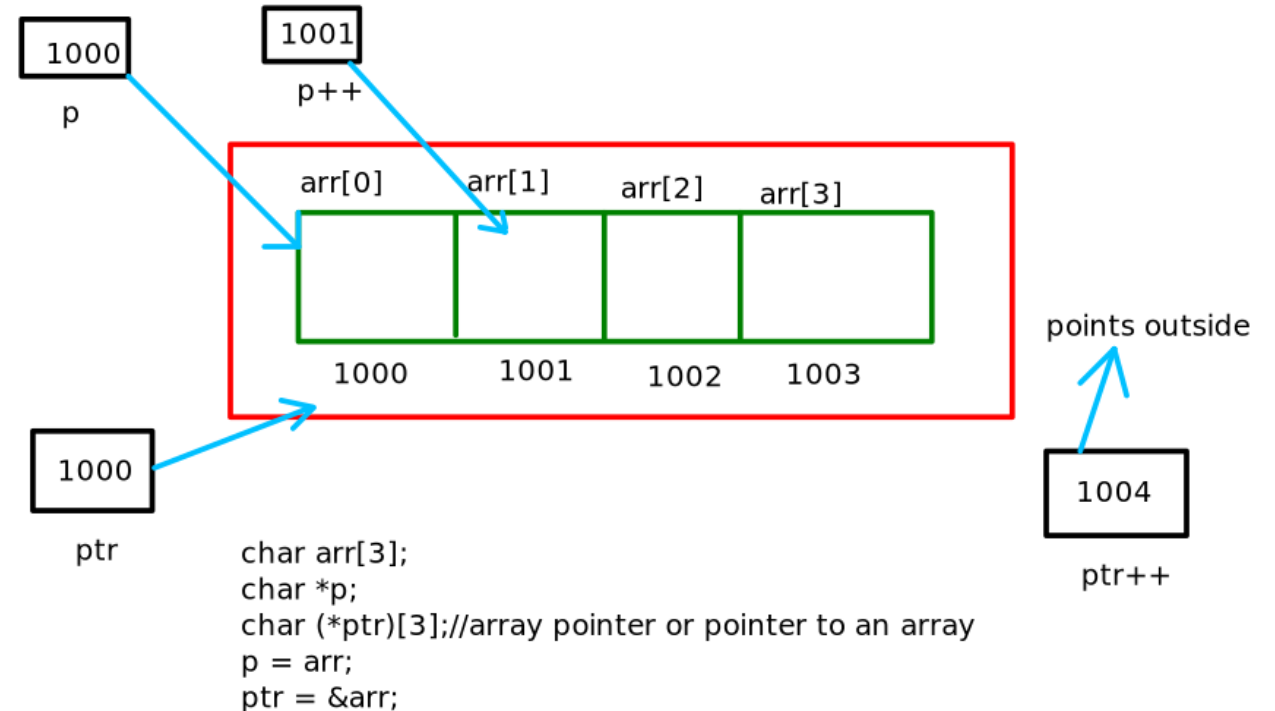 1000
p
1001
p++
arr[0] arr[1] arr[2] arr[3]
1000 1001 1002 1003
points outside
1000
ptr
1004
ptr++
char arr[3];
char *p;
char (*ptr)[3];//array pointer or pointer to an array
p = arr;
ptr = &arr;